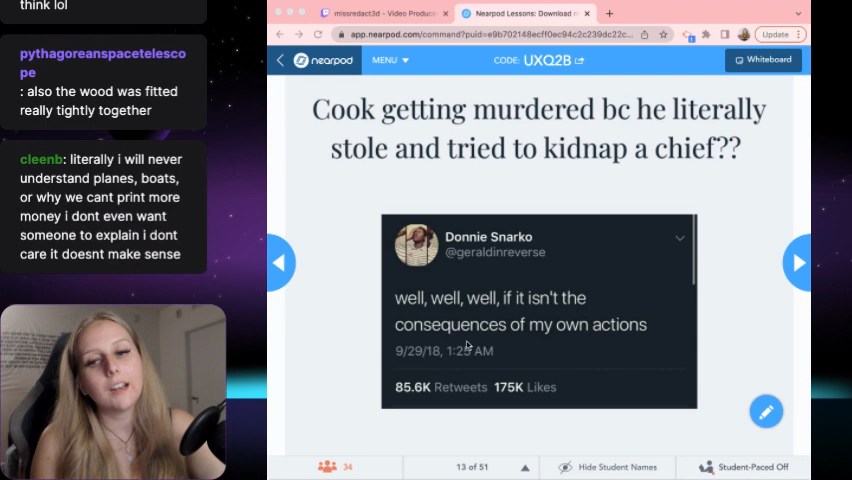 think lol
pythagoreanspacetelesco
pe
: also the wood was fitted
really tightly together
cleenb: literally i will never
understand planes, boats,
or why we cant print more
money i dont even want
someone to explain i dont
care it doesnt make sense
missredact3d - Video Produce
Nearpod Lessons: Download
app.nearpod.com/command?puid=e9b702148ecff0ec94c2c239dc22c...
Update
nearpod
MENU
CODE: UXQ2B
Whiteboard
Cook getting murdered bc he literally
stole and tried to kidnap a chief??
Donnie Snarko
@geraldinreverse
well, well, well, if it isn't the
consequences of my own actions
9/29/18, 1:25 AM
85.6K Retweets 175K Likes
34
13 of 51
Hide Student Names
Student-Paced Off